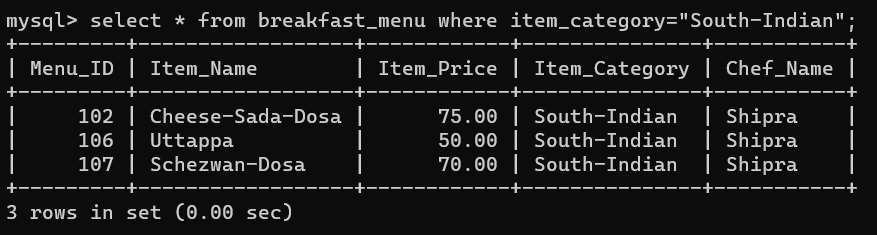 mysql> select * from breakfast_menu where item_category="South-Indian";
+---------+------------------+------------+---------------+-----------+
| Menu_ID | Item_Name        | Item_Price | Item_Category | Chef_Name |
+---------+------------------+------------+---------------+-----------+
|     102 | Cheese-Sada-Dosa |      75.00 | South-Indian  | Shipra    |
|     106 | Uttappa          |      50.00 | South-Indian  | Shipra    |
|     107 | Schezwan-Dosa    |      70.00 | South-Indian  | Shipra    |
+---------+------------------+------------+---------------+-----------+
3 rows in set (0.00 sec)